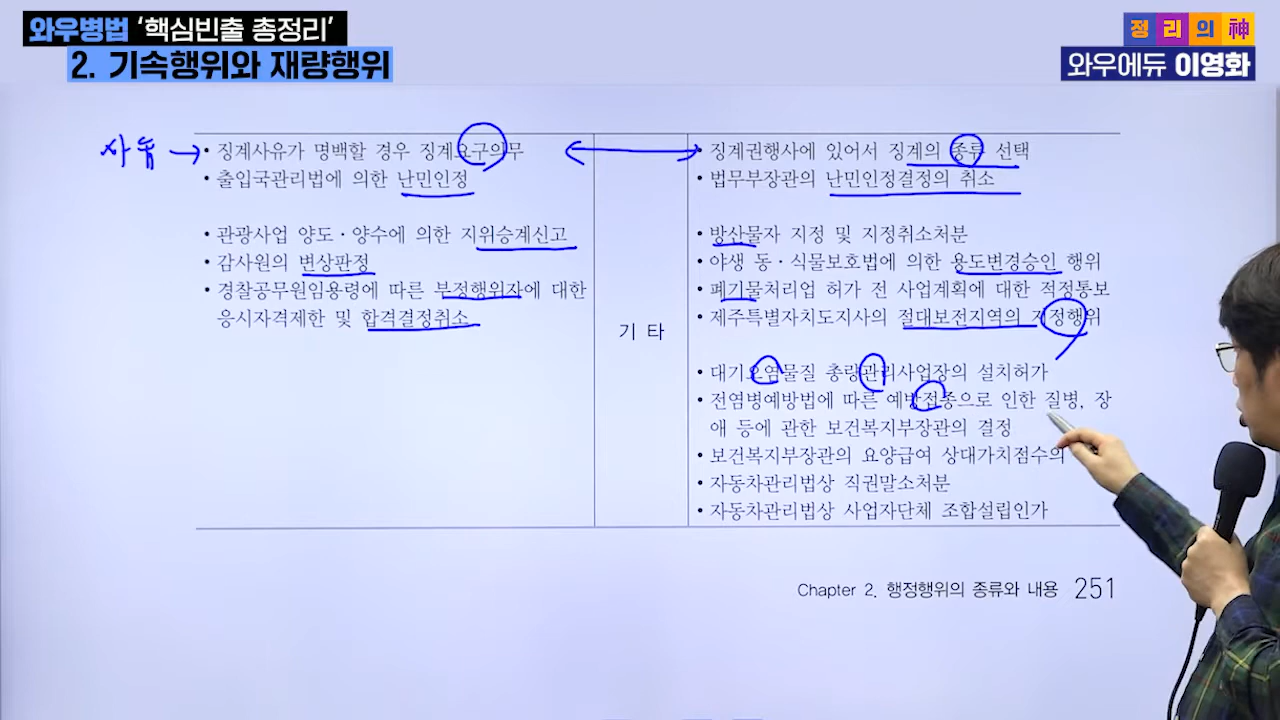 와우병법 '핵심빈출 총정리'
2. 기속행위와 재량행위
정리의神
와우에듀 이영화
사유 →
• 징계사유가 명백할 경우 징계요구의무
• 출입국관리법에 의한 난민인정
• 관광사업 양도·양수에 의한 지위승계신고
• 감사원의 변상판정
• 경찰공무원임용령에 따른 부정행위자에 대한
응시자격제한 및 합격결정취소
기 타
• 징계권행사에 있어서 징계의 종류 선택
• 법무부장관의 난민인정결정의 취소
• 방산물자 지정 및 지정취소처분
• 야생 동·식물보호법에 의한 용도변경승인 행위
• 폐기물처리업 허가 전 사업계획에 대한 적정통보
• 제주특별자치도지사의 절대보전지역의 지정행위
• 대기오염물질 총량관리사업장의 설치허가
• 전염병예방법에 따른 예방접종으로 인한 질병, 장
애 등에 관한 보건복지부장관의 결정
• 보건복지부장관의 요양급여 상대가치점수의
• 자동차관리법상 직권말소처분
• 자동차관리법상 사업자단체 조합설립인가
Chapter 2. 행정행위의 종류와 내용 251